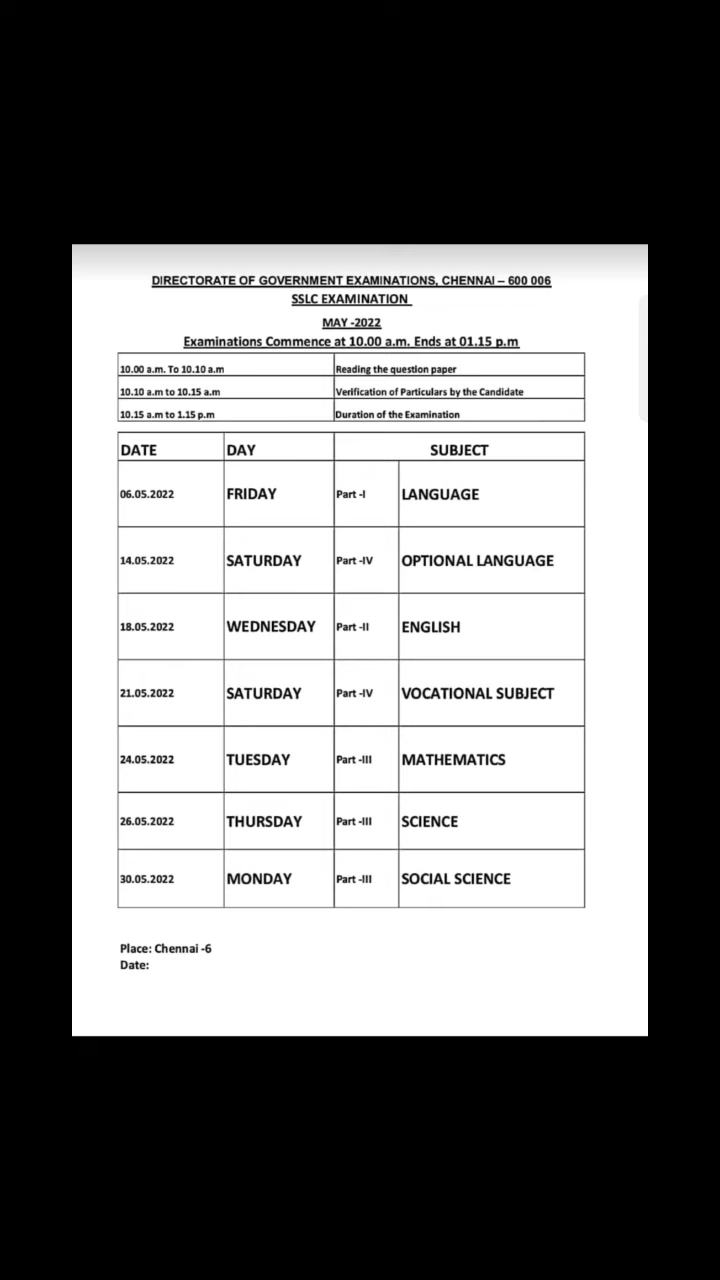 DIRECTORATE OF GOVERNMENT EXAMINATIONS, CHENNAI – 600 006
SSLC EXAMINATION
MAY -2022
Examinations Commence at 10.00 a.m. Ends at 01.15 p.m
10.00 a.m. To 10.10 a.m Reading the question paper
10.10 a.m to 10.15 a.m Verification of Particulars by the Candidate
10.15 a.m to 1.15 p.m Duration of the Examination
DATE DAY SUBJECT
06.05.2022 FRIDAY Part -I LANGUAGE
14.05.2022 SATURDAY Part -IV OPTIONAL LANGUAGE
18.05.2022 WEDNESDAY Part -II ENGLISH
21.05.2022 SATURDAY Part -IV VOCATIONAL SUBJECT
24.05.2022 TUESDAY Part -III MATHEMATICS
26.05.2022 THURSDAY Part -III SCIENCE
30.05.2022 MONDAY Part -III SOCIAL SCIENCE
Place: Chennai -6
Date: